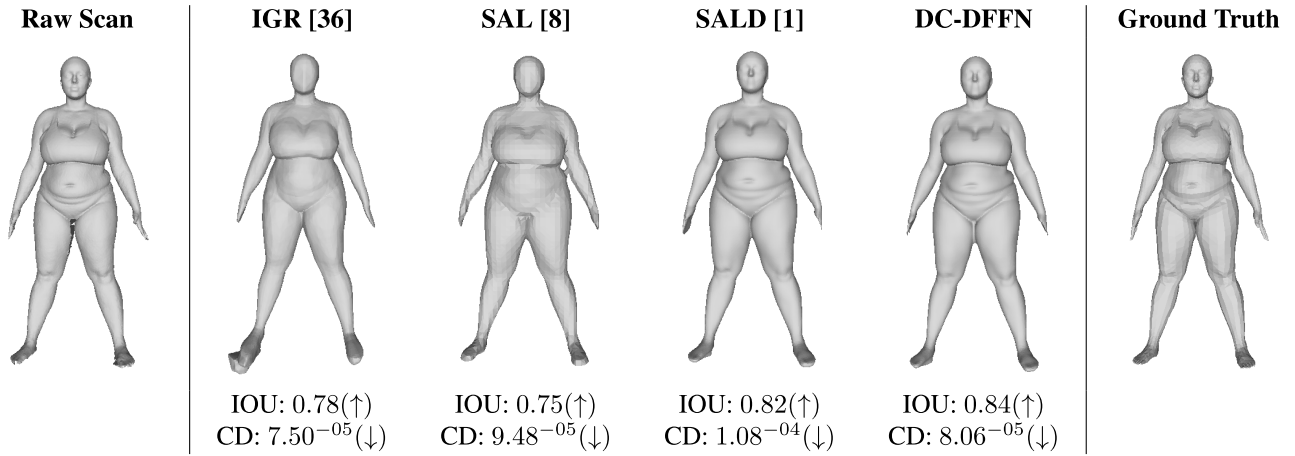 Raw Scan IGR [36] SAL [8] SALD [1] DC-DFFN Ground Truth
IOU: 0.78(↑) IOU: 0.75(↑) IOU: 0.82(↑) IOU: 0.84(↑)
CD: 7.50⁻⁰⁵(↓) CD: 9.48⁻⁰⁵(↓) CD: 1.08⁻⁰⁴(↓) CD: 8.06⁻⁰⁵(↓)